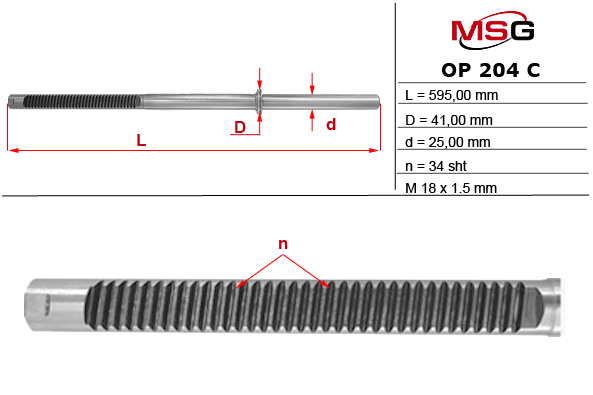 MSG
OP 204 C
L = 595,00 mm
D = 41,00 mm
d = 25,00 mm
n = 34 sht
M 18 x 1.5 mm
D
d
L
n